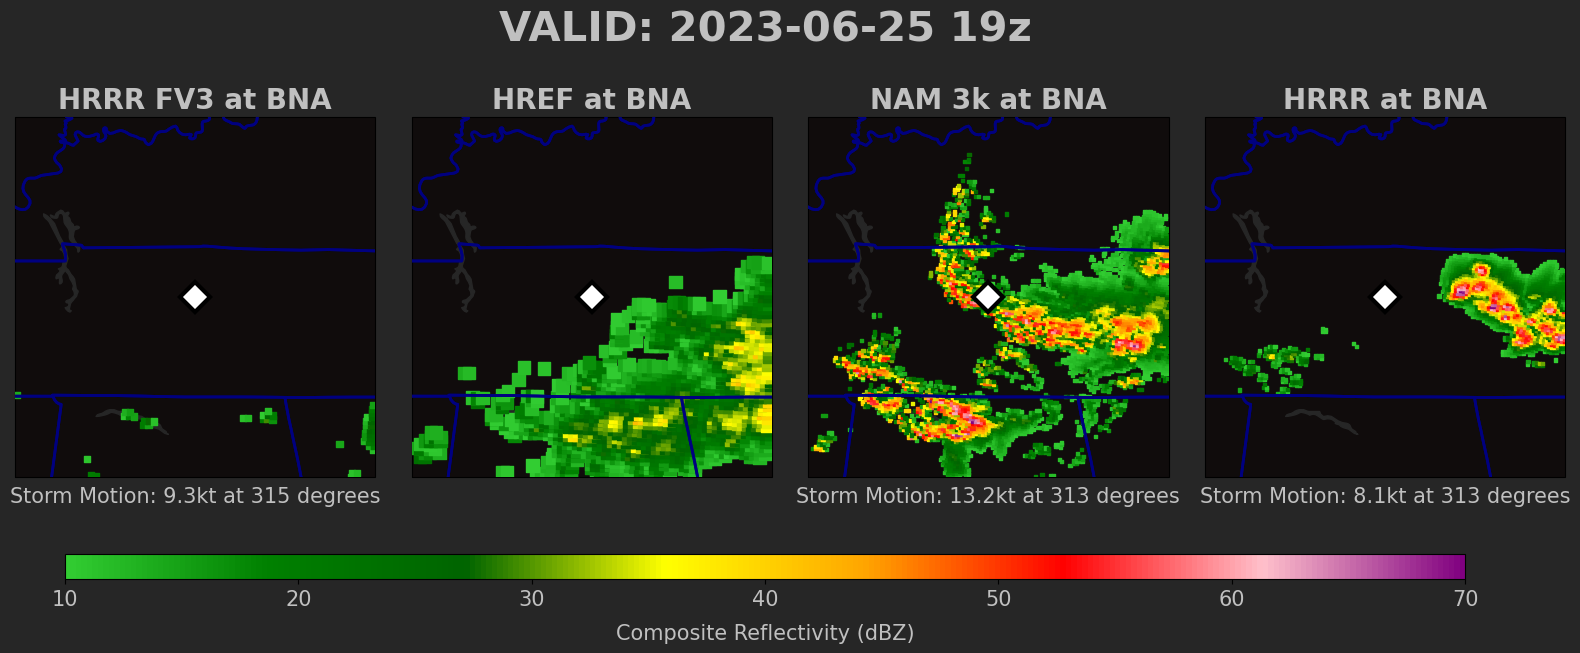 VALID: 2023-06-25 19z
HRRR FV3 at BNA
HREF at BNA
NAM 3k at BNA
HRRR at BNA
Storm Motion: 9.3kt at 315 degrees
Storm Motion: 13.2kt at 313 degrees
Storm Motion: 8.1kt at 313 degrees
10 20 30 40 50 60 70
Composite Reflectivity (dBZ)